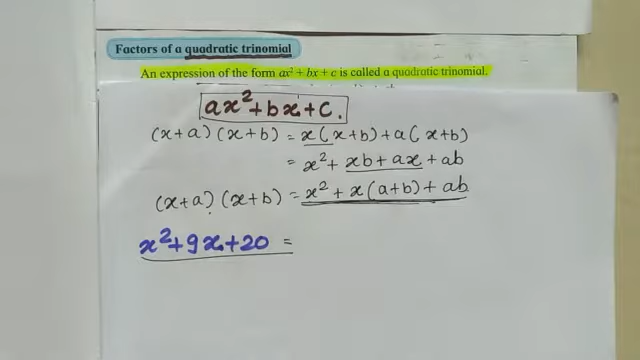 Factors of a quadratic trinomial
An expression of the form ax² + bx + c is called a quadratic trinomial.
ax²+bx+c.
(x+a) (x+b) = x(x+b)+a(x+b)
= x²+ xb+ax +ab
(x+a) (x+b) = x²+x(a+b)+ab
x²+9x+20 =